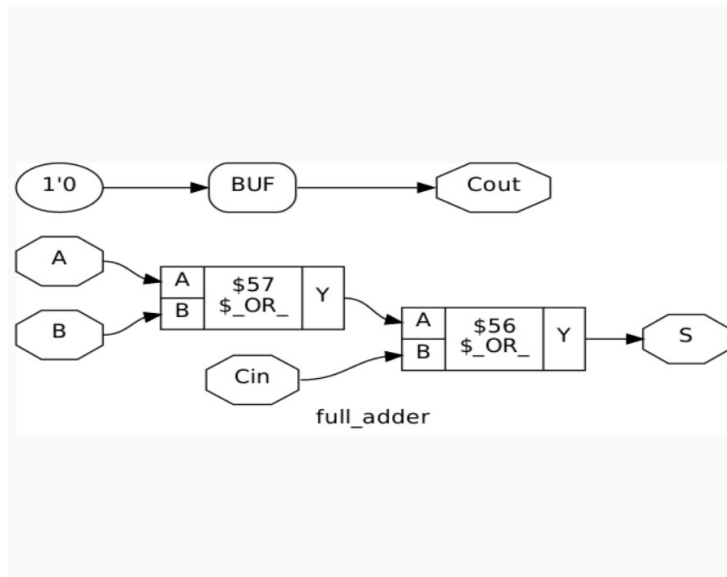 1'0
BUF
Cout
A
B
A
B
$57
$_OR_
Y
Cin
A
B
$56
$_OR_
Y
S
full_adder